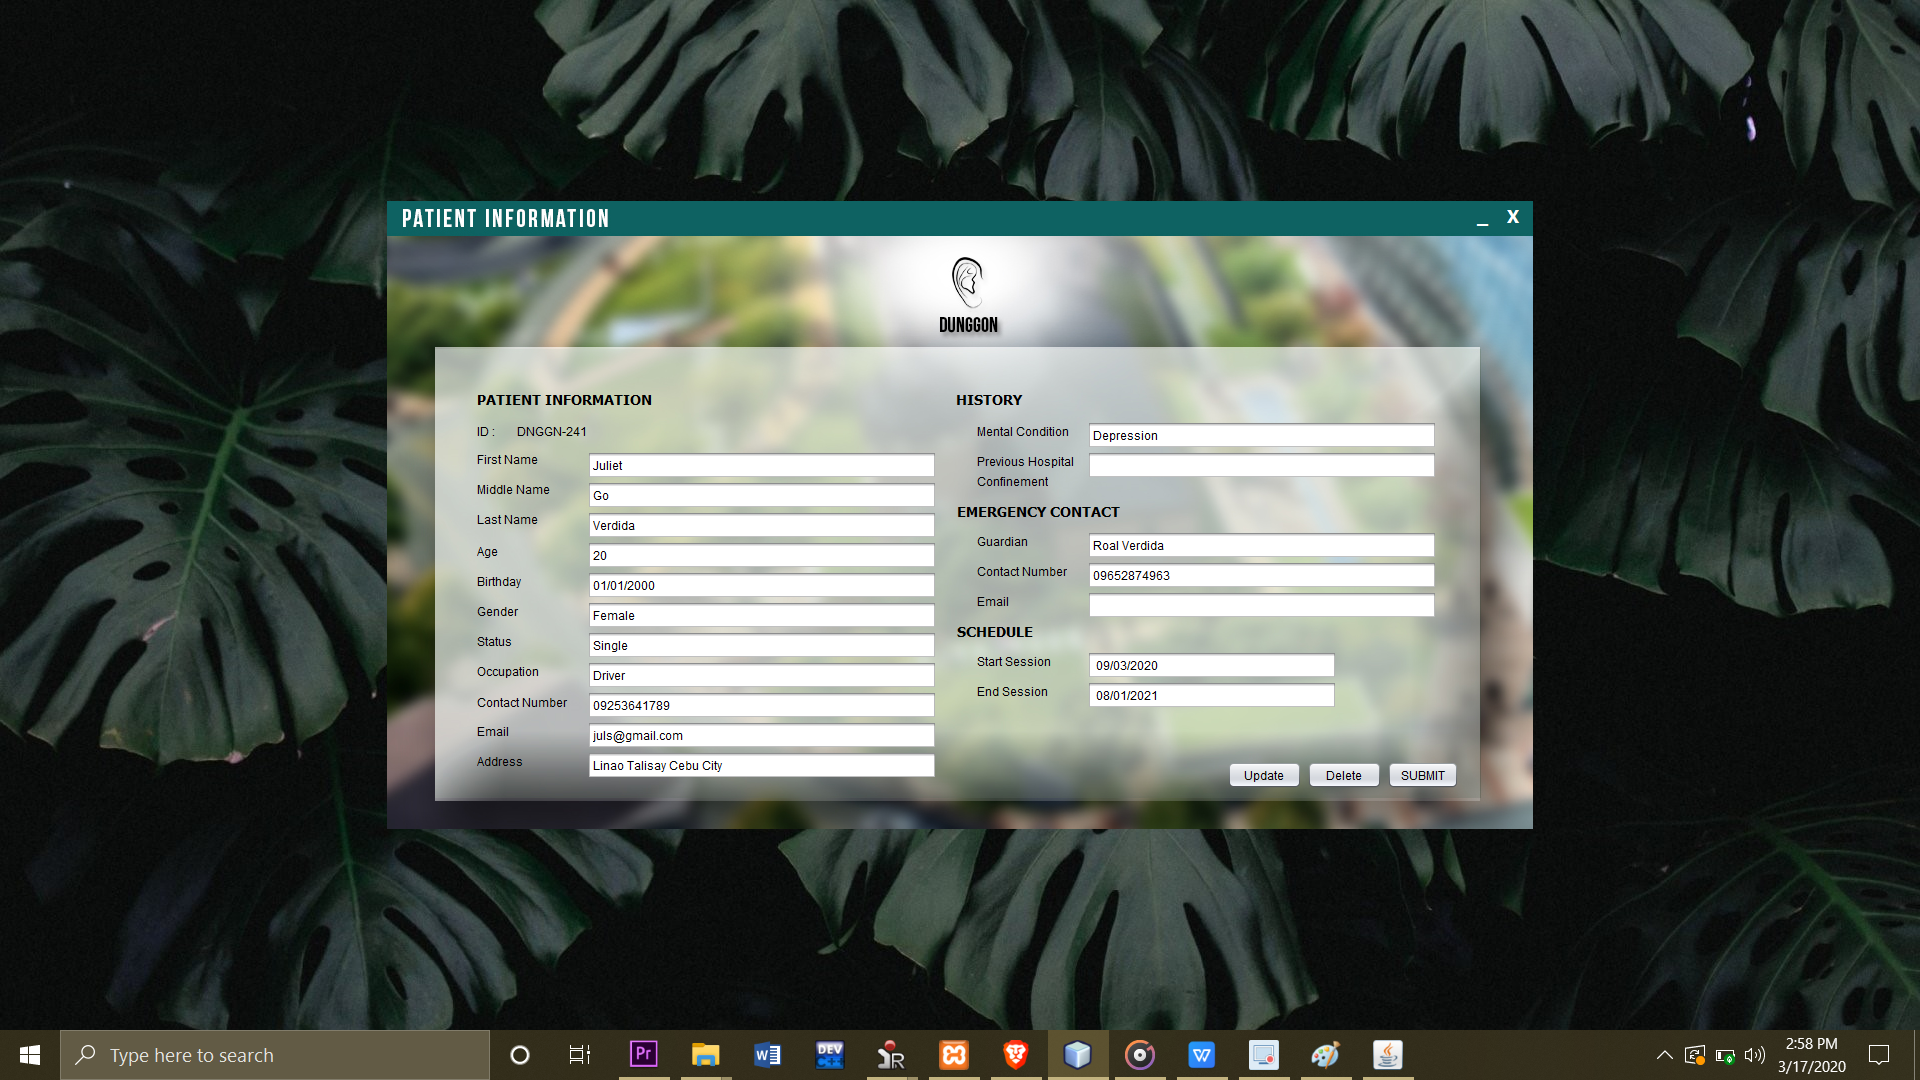 PATIENT INFORMATION
_ X
DUNGGON
PATIENT INFORMATION
ID : DNGGN-241
First Name Juliet
Middle Name Go
Last Name Verdida
Age 20
Birthday 01/01/2000
Gender Female
Status Single
Occupation Driver
Contact Number 09253641789
Email juls@gmail.com
Address Linao Talisay Cebu City
HISTORY
Mental Condition Depression
Previous Hospital
Confinement
EMERGENCY CONTACT
Guardian Roal Verdida
Contact Number 09652874963
Email
SCHEDULE
Start Session 09/03/2020
End Session 08/01/2021
Update Delete SUBMIT
Type here to search
Pr
W
DEV
C++
R
W
2:58 PM
3/17/2020